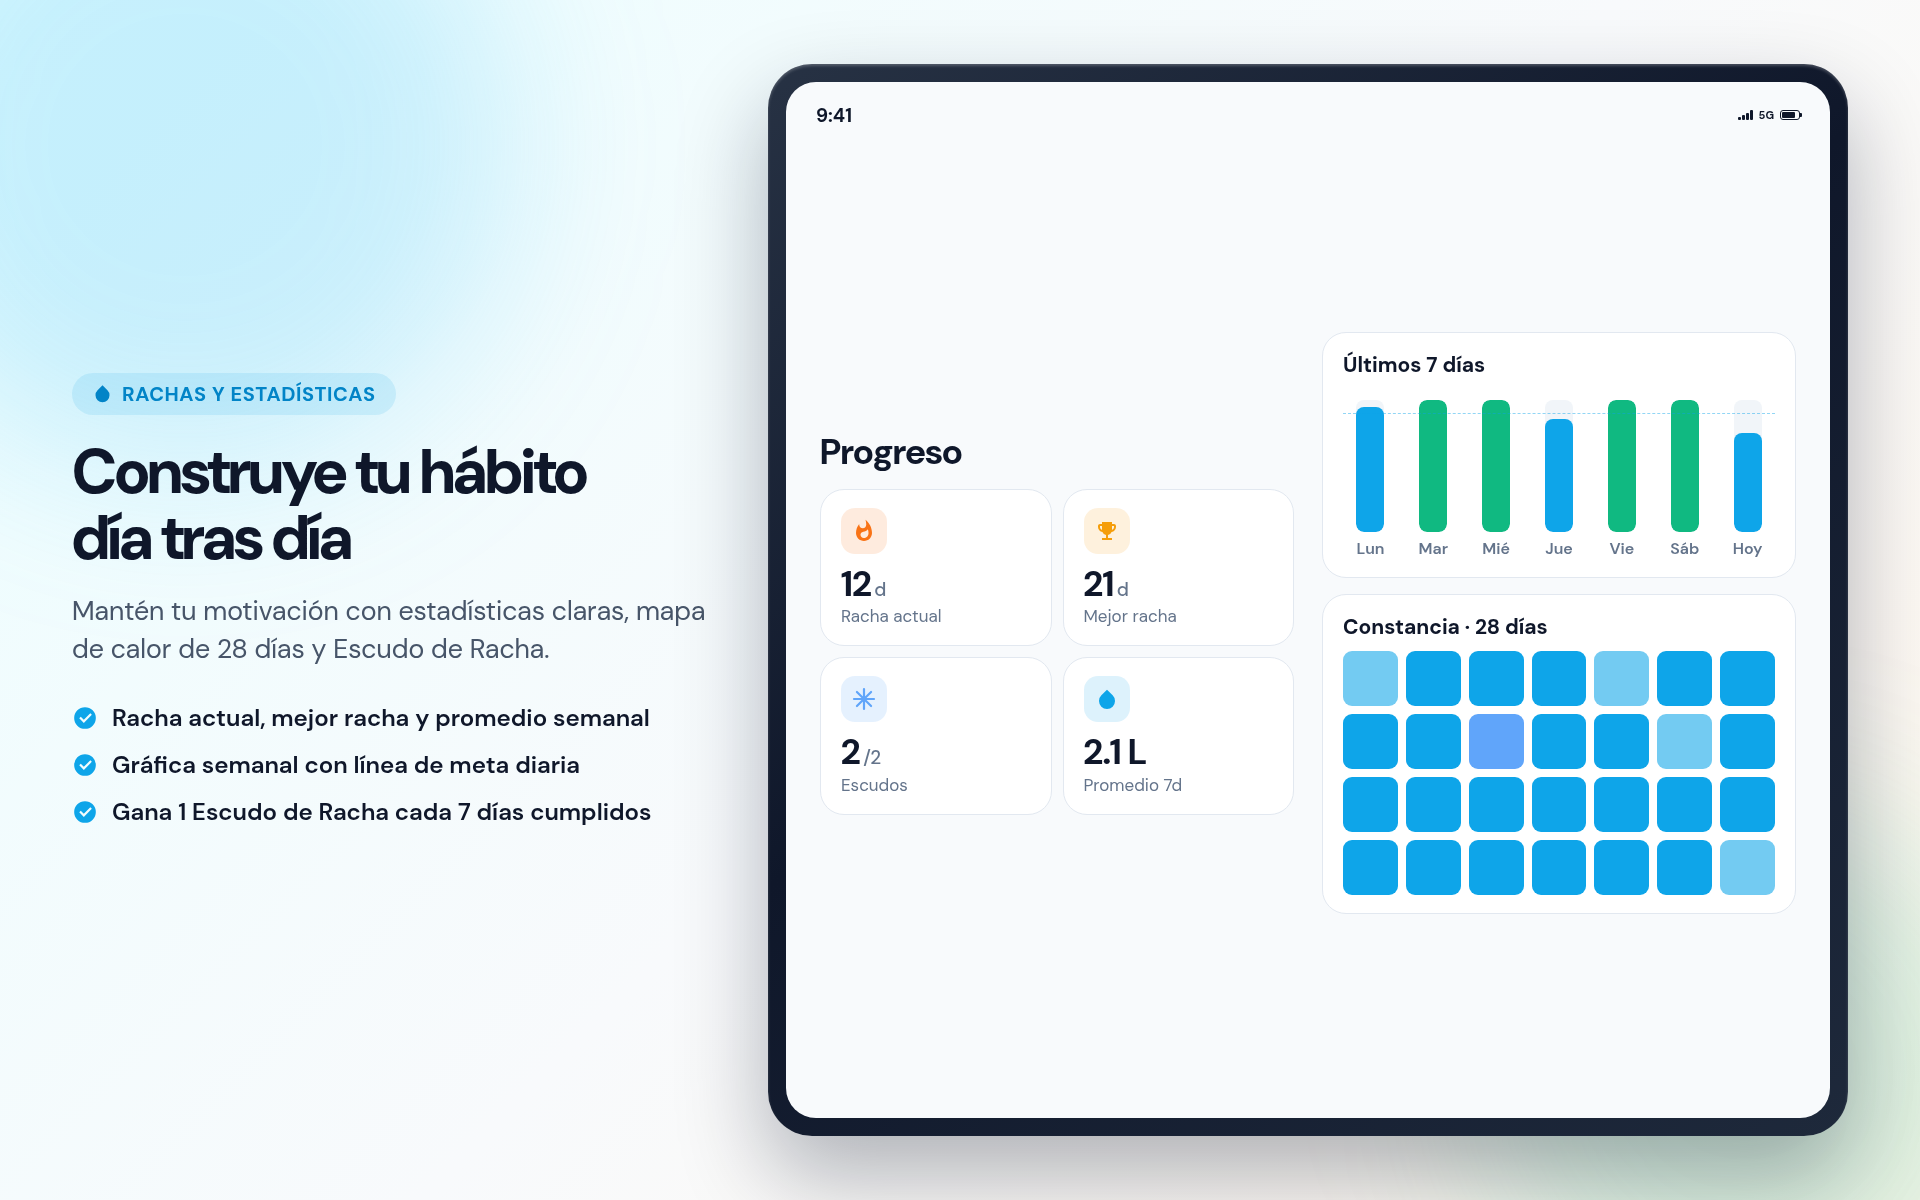 RACHAS Y ESTADÍSTICAS
Construye tu hábito
día tras día
Mantén tu motivación con estadísticas claras, mapa
de calor de 28 días y Escudo de Racha.
Racha actual, mejor racha y promedio semanal
Gráfica semanal con línea de meta diaria
Gana 1 Escudo de Racha cada 7 días cumplidos
9:41
5G
Progreso
12 d
Racha actual
21 d
Mejor racha
2 /2
Escudos
2.1 L
Promedio 7d
Últimos 7 días
Lun Mar Mié Jue Vie Sáb Hoy
Constancia · 28 días